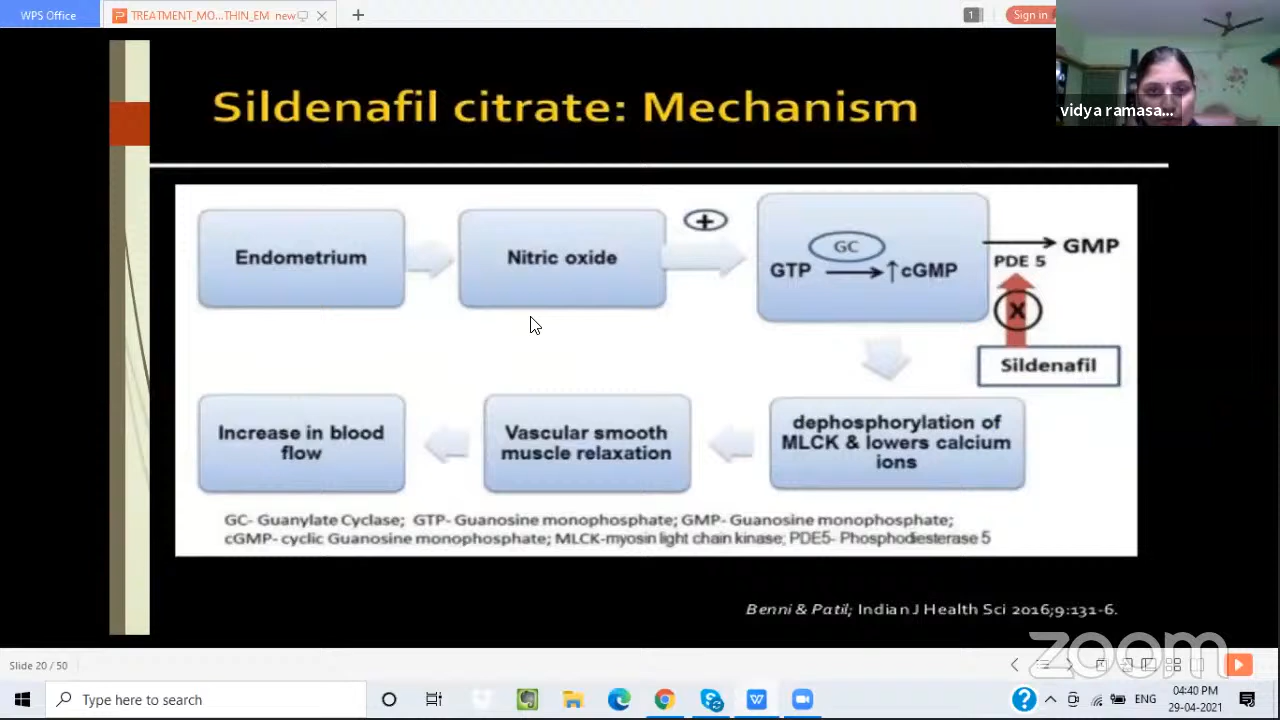 WPS Office
TREATMENT_MO...THIN_EM new
1
Sign in
vidya ramasa...
Sildenafil citrate: Mechanism
Endometrium
Nitric oxide
+
GC
GTP
↑cGMP
PDE 5
GMP
X
Sildenafil
dephosphorylation of
MLCK & lowers calcium
ions
Vascular smooth
muscle relaxation
Increase in blood
flow
GC- Guanylate Cyclase; GTP- Guanosine monophosphate; GMP- Guanosine monophosphate;
cGMP- cyclic Guanosine monophosphate; MLCK-myosin light chain kinase; PDE5- Phosphodiesterase 5
Benni & Patil; Indian J Health Sci 2016;9:131-6.
zoom
Slide 20 / 50
Type here to search
ENG
04:40 PM
29-04-2021